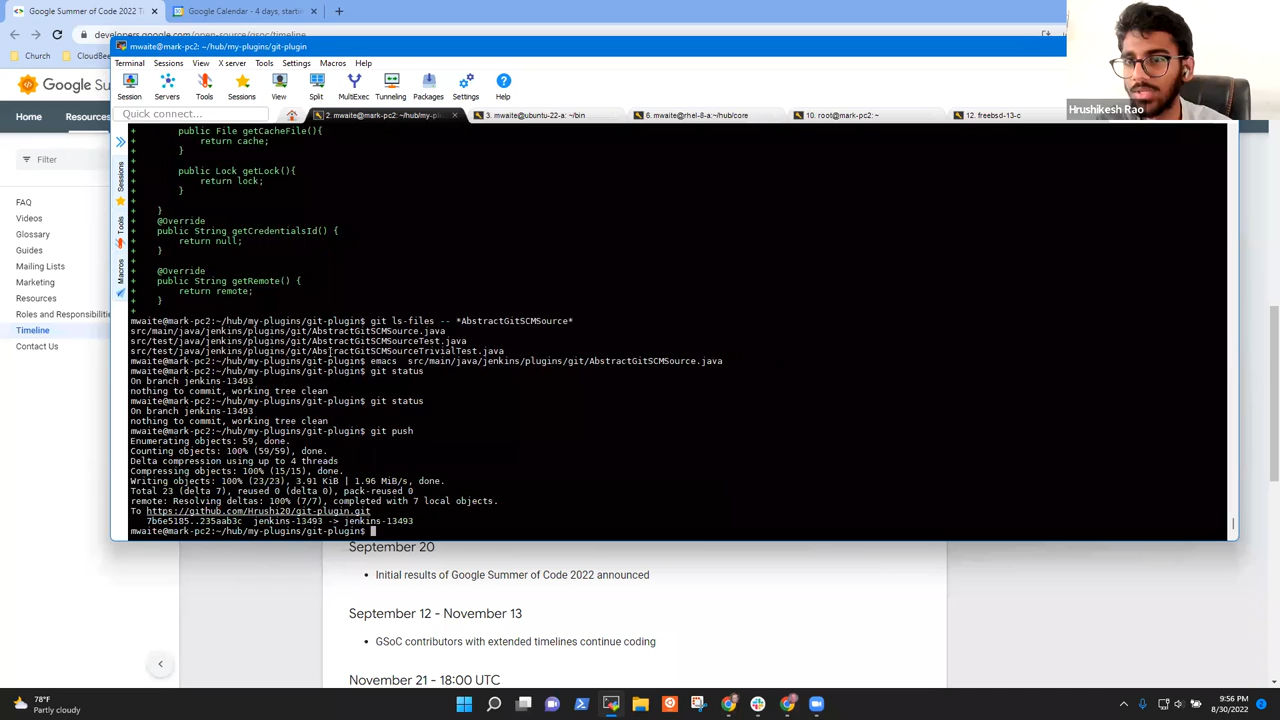 Google Summer of Code 2022 T
Google Calendar - 4 days, startin
developers.google.com/open-source/gsoc/timeline
Church
Bowdoin
Google Su
Home
Resources
Filter
FAQ
Videos
Glossary
Guides
Mailing Lists
Marketing
Resources
Roles and Responsibilities
Timeline
Contact Us
mwaite@mark-pc2: ~/hub/my-plugins/git-plugin
Terminal Sessions View X server Tools Macros Settings Help
Session Servers Tools Sessions View Split MultiExec Tunneling Packages Settings Help
Quick connect...
2. mwaite@mark-pc2: ~/hub/my-plu
3. mwaite@ubuntu-22-a: ~/bin
6. mwaite@rhel-8-a:~/hub/core
10. root@mark-pc2: ~
12. freebsd-13-c
Sessions
Tools
Macros
+ public File getCacheFile(){
+ return cache;
+ }
+
+ public Lock getLock(){
+ return lock;
+ }
+
+ }
+ @Override
+ public String getCredentialsId() {
+ return null;
+ }
+
+ @Override
+ public String getRemote() {
+ return remote;
+ }
+
mwaite@mark-pc2:~/hub/my-plugins/git-plugin$ git ls-files -- *AbstractGitSCMSource*
src/main/java/jenkins/plugins/git/AbstractGitSCMSource.java
src/test/java/jenkins/plugins/git/AbstractGitSCMSourceTest.java
src/test/java/jenkins/plugins/git/AbstractGitSCMSourceTrivialTest.java
mwaite@mark-pc2:~/hub/my-plugins/git-plugin$ emacs src/main/java/jenkins/plugins/git/AbstractGitSCMSource.java
mwaite@mark-pc2:~/hub/my-plugins/git-plugin$ git status
On branch jenkins-13493
nothing to commit, working tree clean
mwaite@mark-pc2:~/hub/my-plugins/git-plugin$ git status
On branch jenkins-13493
nothing to commit, working tree clean
mwaite@mark-pc2:~/hub/my-plugins/git-plugin$ git push
Enumerating objects: 59, done.
Counting objects: 100% (59/59), done.
Delta compression using up to 4 threads
Compressing objects: 100% (15/15), done.
Writing objects: 100% (23/23), 3.91 KiB | 1.96 MiB/s, done.
Total 23 (delta 7), reused 0 (delta 0), pack-reused 0
remote: Resolving deltas: 100% (7/7), completed with 7 local objects.
To https://github.com/Hrushi20/git-plugin.git
7b6e5185..235aab3c jenkins-13493 -> jenkins-13493
mwaite@mark-pc2:~/hub/my-plugins/git-plugin$
Hrushikesh Rao
September 20
Initial results of Google Summer of Code 2022 announced
September 12 - November 13
GSoC contributors with extended timelines continue coding
November 21 - 18:00 UTC
78°F
Partly cloudy
9:56 PM
8/30/2022
2